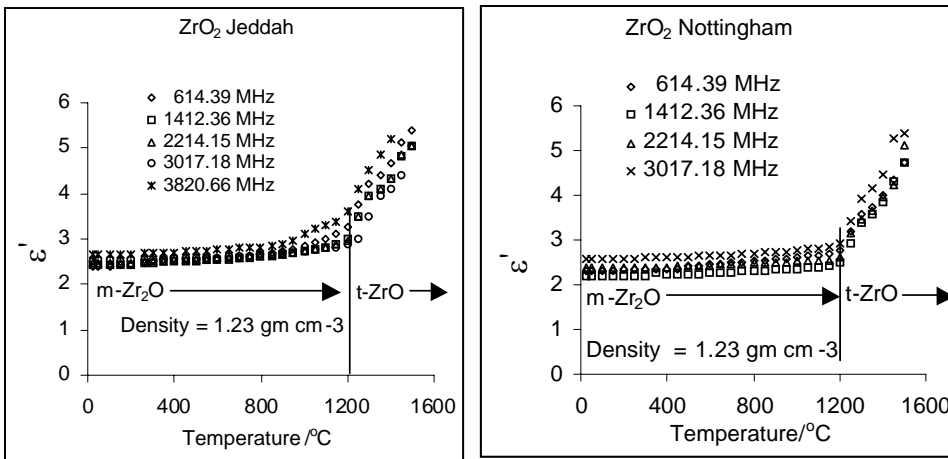 ZrO2 Jeddah
614.39 MHz
1412.36 MHz
2214.15 MHz
3017.18 MHz
3820.66 MHz
6
5
4
3
2
1
0
ε'
m-Zr2O
t-ZrO
Density = 1.23 gm cm-3
0 400 800 1200 1600
Temperature /°C
ZrO2 Nottingham
614.39 MHz
1412.36 MHz
2214.15 MHz
3017.18 MHz
6
5
4
3
2
1
0
ε'
m-Zr2O
t-ZrO
Density = 1.23 gm cm-3
0 400 800 1200 1600
Temperature/°C